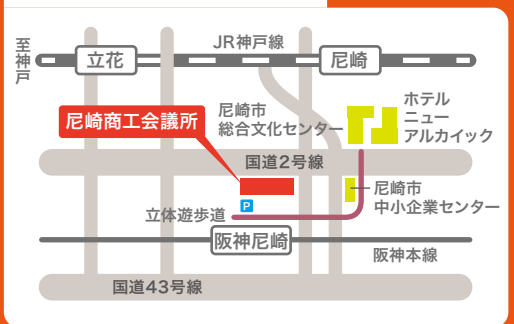 至神戸
JR神戸線
立花
尼崎
尼崎商工会議所
尼崎市
総合文化センター
ホテル
ニュー
アルカイック
国道2号線
P
尼崎市
中小企業センター
立体遊歩道
阪神尼崎
阪神本線
国道43号線